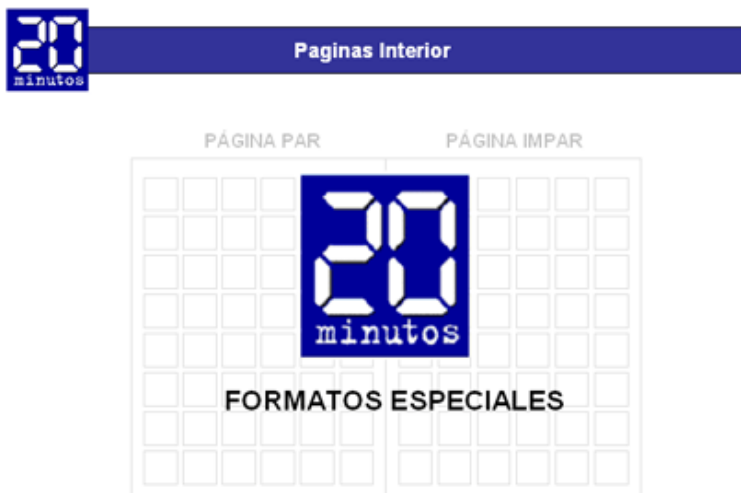 20
minutos
Paginas Interior
PÁGINA PAR
PÁGINA IMPAR
20
minutos
FORMATOS ESPECIALES